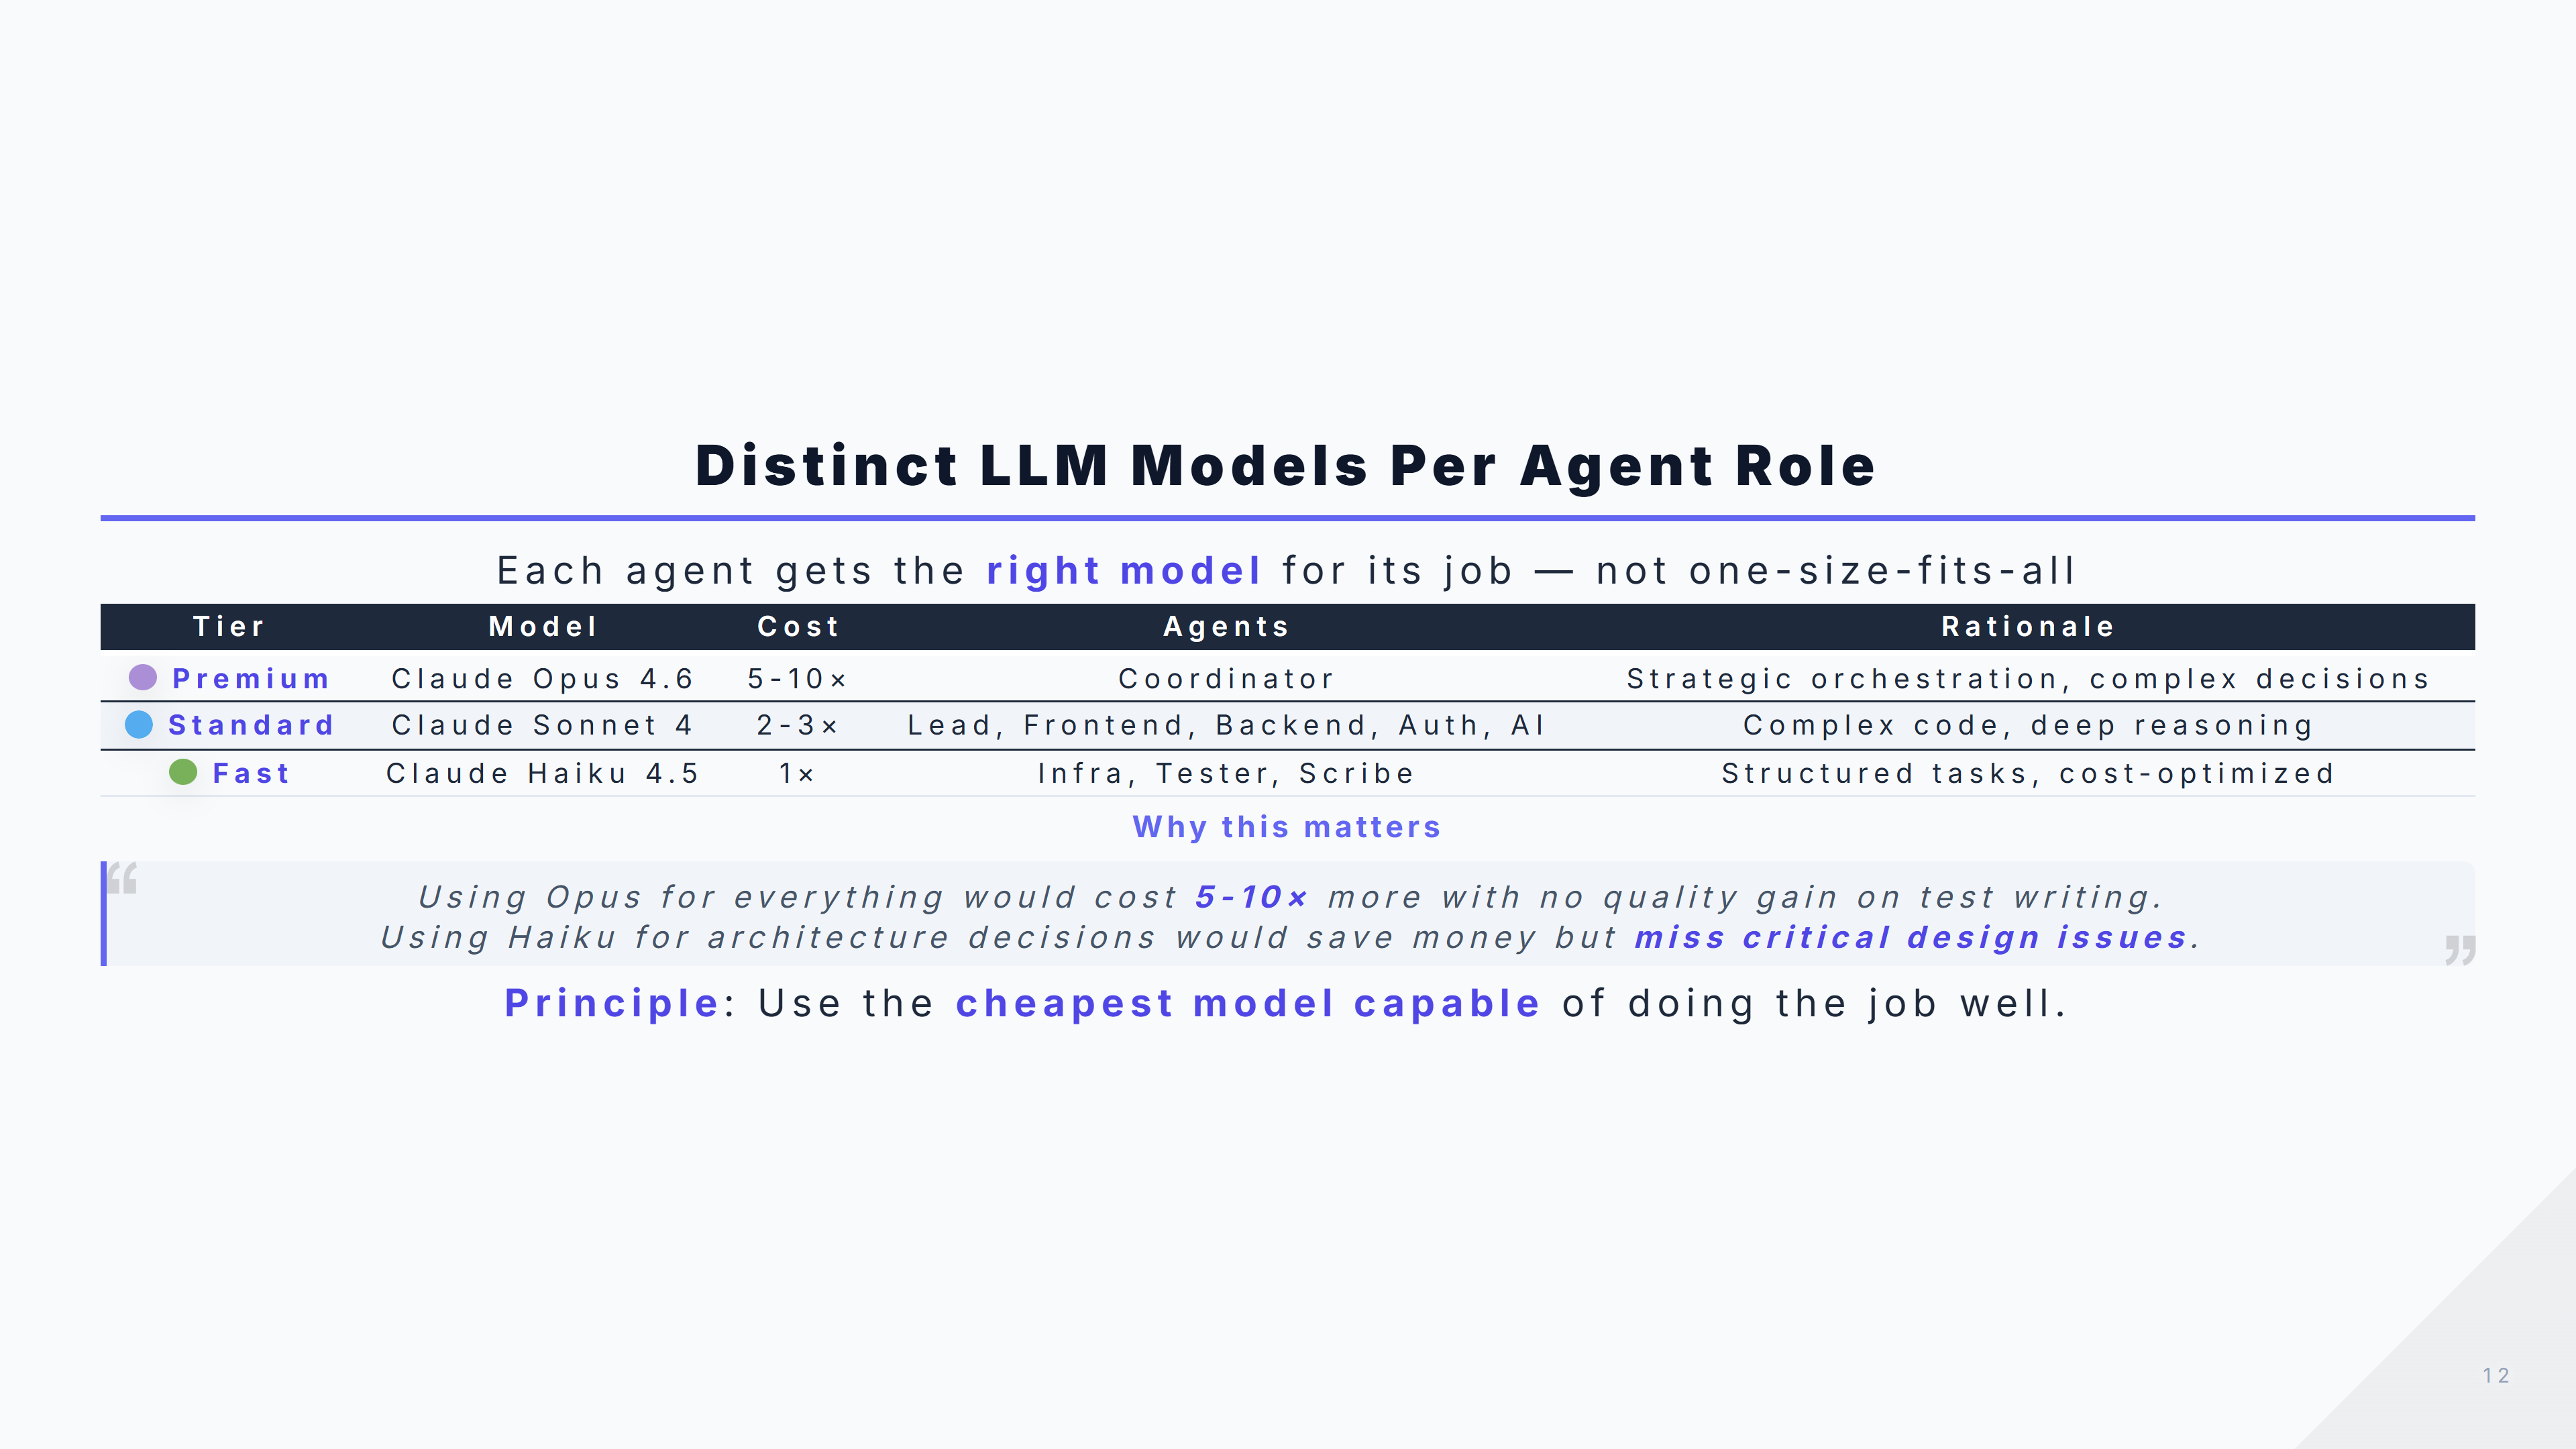 Distinct LLM Models Per Agent Role
Each agent gets the right model for its job — not one-size-fits-all
Tier Model Cost Agents Rationale
Premium Claude Opus 4.6 5-10× Coordinator Strategic orchestration, complex decisions
Standard Claude Sonnet 4 2-3× Lead, Frontend, Backend, Auth, AI Complex code, deep reasoning
Fast Claude Haiku 4.5 1× Infra, Tester, Scribe Structured tasks, cost-optimized
Why this matters
“Using Opus for everything would cost 5-10× more with no quality gain on test writing.
Using Haiku for architecture decisions would save money but miss critical design issues.”
Principle: Use the cheapest model capable of doing the job well.
12